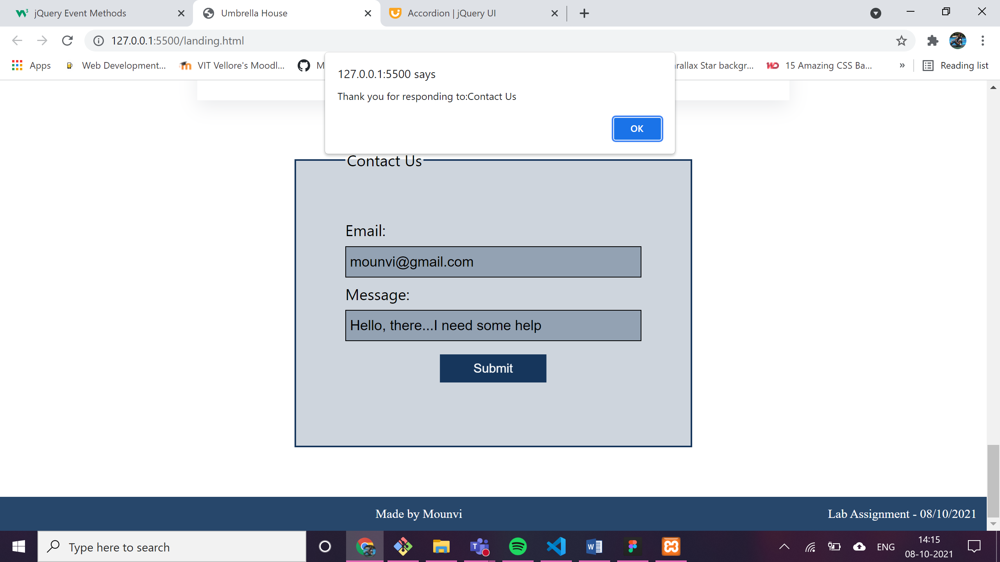 jQuery Event Methods
Umbrella House
Accordion | jQuery UI
127.0.0.1:5500/landing.html
Apps
Web Development...
VIT Vellore's Moodl...
M
rallax Star backgr...
15 Amazing CSS Ba...
»
Reading list
127.0.0.1:5500 says
Thank you for responding to:Contact Us
OK
Contact Us
Email:
mounvi@gmail.com
Message:
Hello, there...I need some help
Submit
Made by Mounvi
Lab Assignment - 08/10/2021
Type here to search
ENG
14:15
08-10-2021